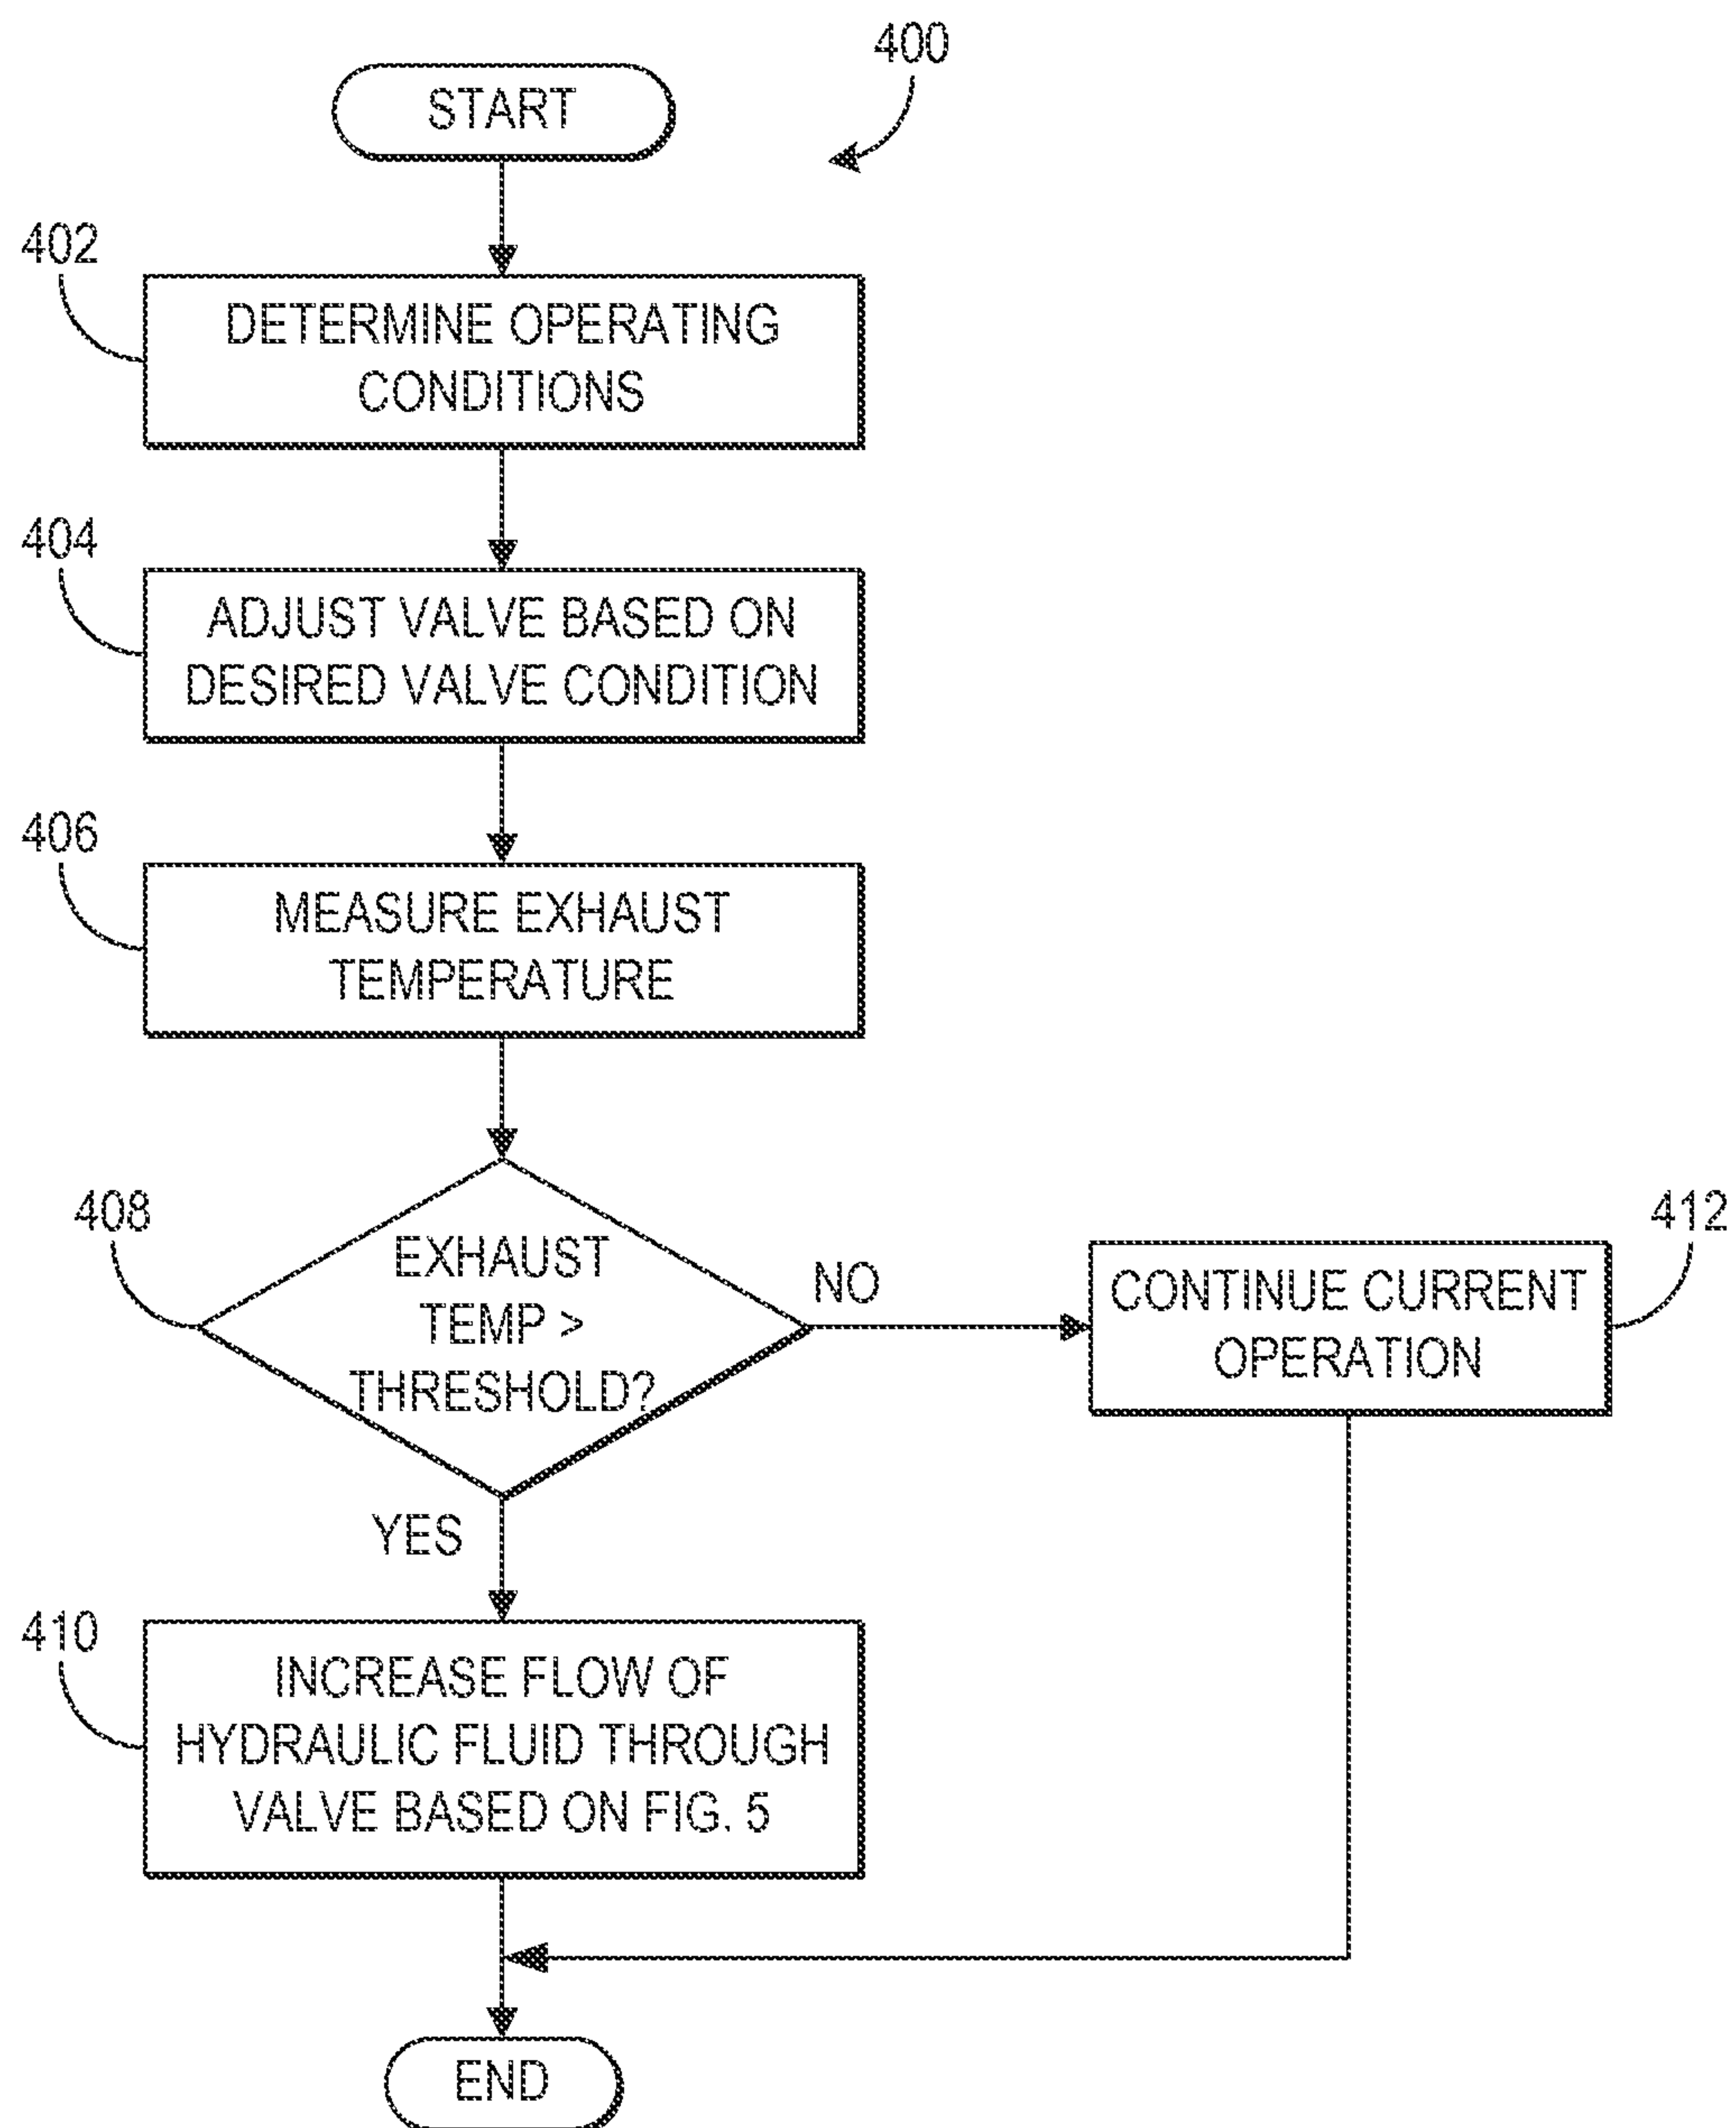 400
START
402
DETERMINE OPERATING
CONDITIONS
404
ADJUST VALVE BASED ON
DESIRED VALVE CONDITION
406
MEASURE EXHAUST
TEMPERATURE
408
EXHAUST
TEMP >
THRESHOLD?
NO
412
CONTINUE CURRENT
OPERATION
YES
410
INCREASE FLOW OF
HYDRAULIC FLUID THROUGH
VALVE BASED ON FIG. 5
END